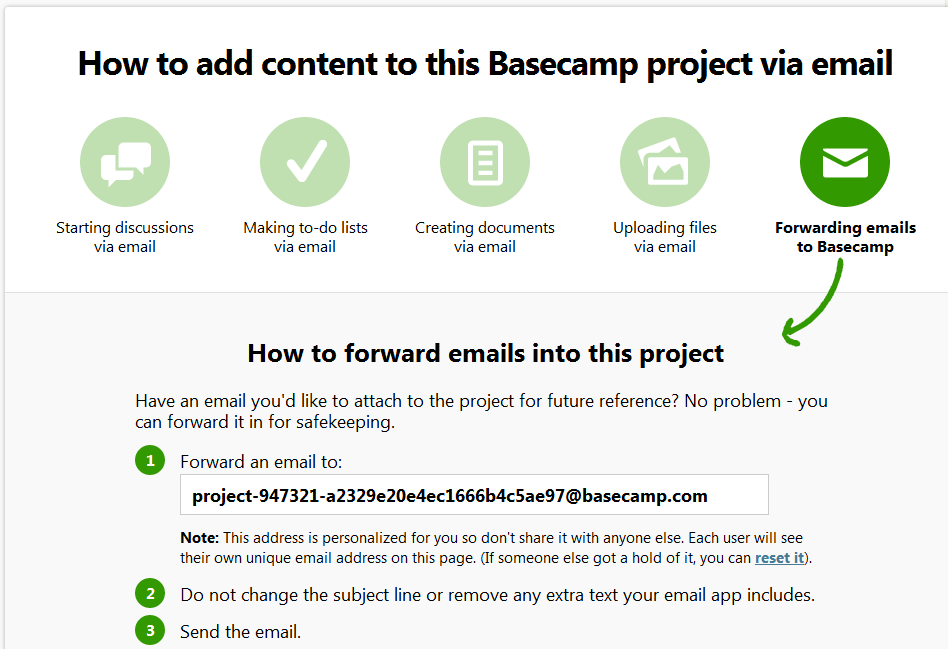 How to add content to this Basecamp project via email
Starting discussions
via email
Making to-do lists
via email
Creating documents
via email
Uploading files
via email
Forwarding emails
to Basecamp
How to forward emails into this project
Have an email you'd like to attach to the project for future reference? No problem - you
can forward it in for safekeeping.
1 Forward an email to:
project-947321-a2329e20e4ec1666b4c5ae97@basecamp.com
Note: This address is personalized for you so don't share it with anyone else. Each user will see
their own unique email address on this page. (If someone else got a hold of it, you can reset it).
2 Do not change the subject line or remove any extra text your email app includes.
3 Send the email.